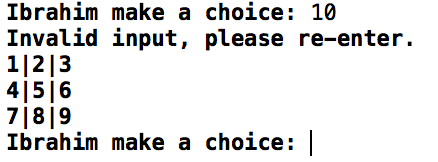 Ibrahim make a choice: 10
Invalid input, please re-enter.
1|2|3
4|5|6
7|8|9
Ibrahim make a choice: